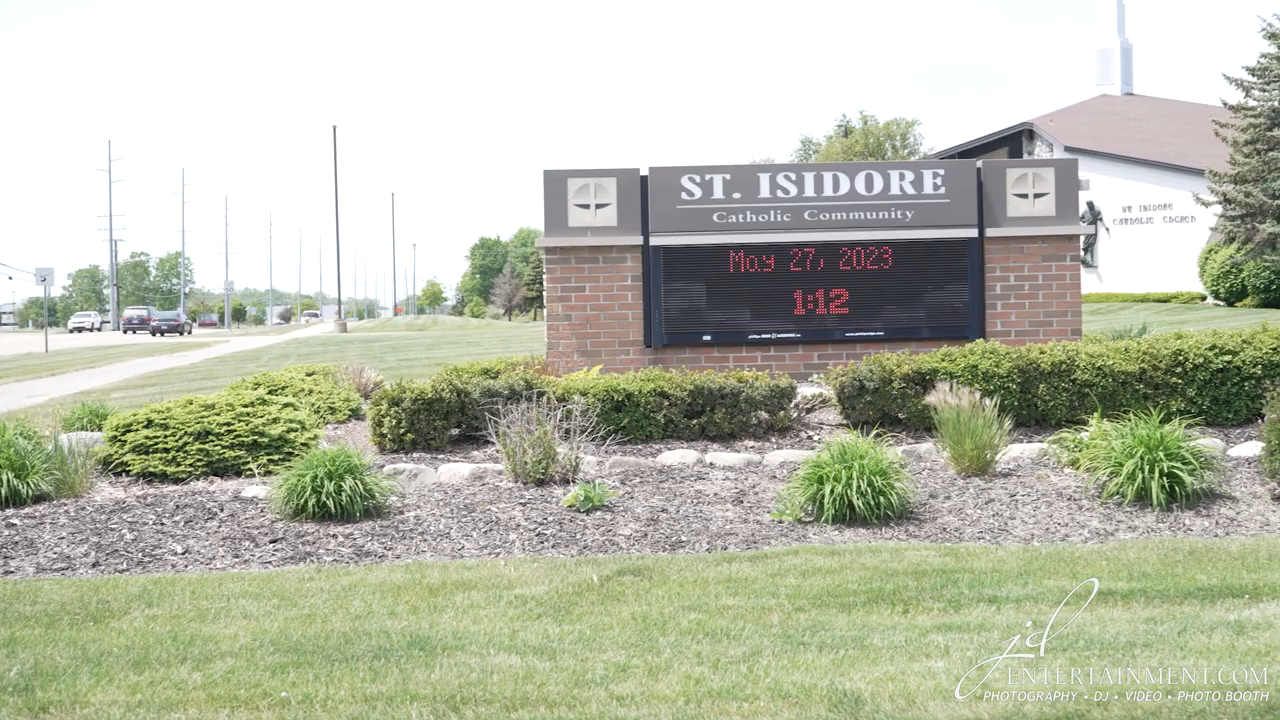 ST. ISIDORE
Catholic Community
May 27, 2023
1:12
ST ISIDORE
CATHOLIC CHURCH
jd
ENTERTAINMENT.COM
PHOTOGRAPHY • DJ • VIDEO • PHOTO BOOTH